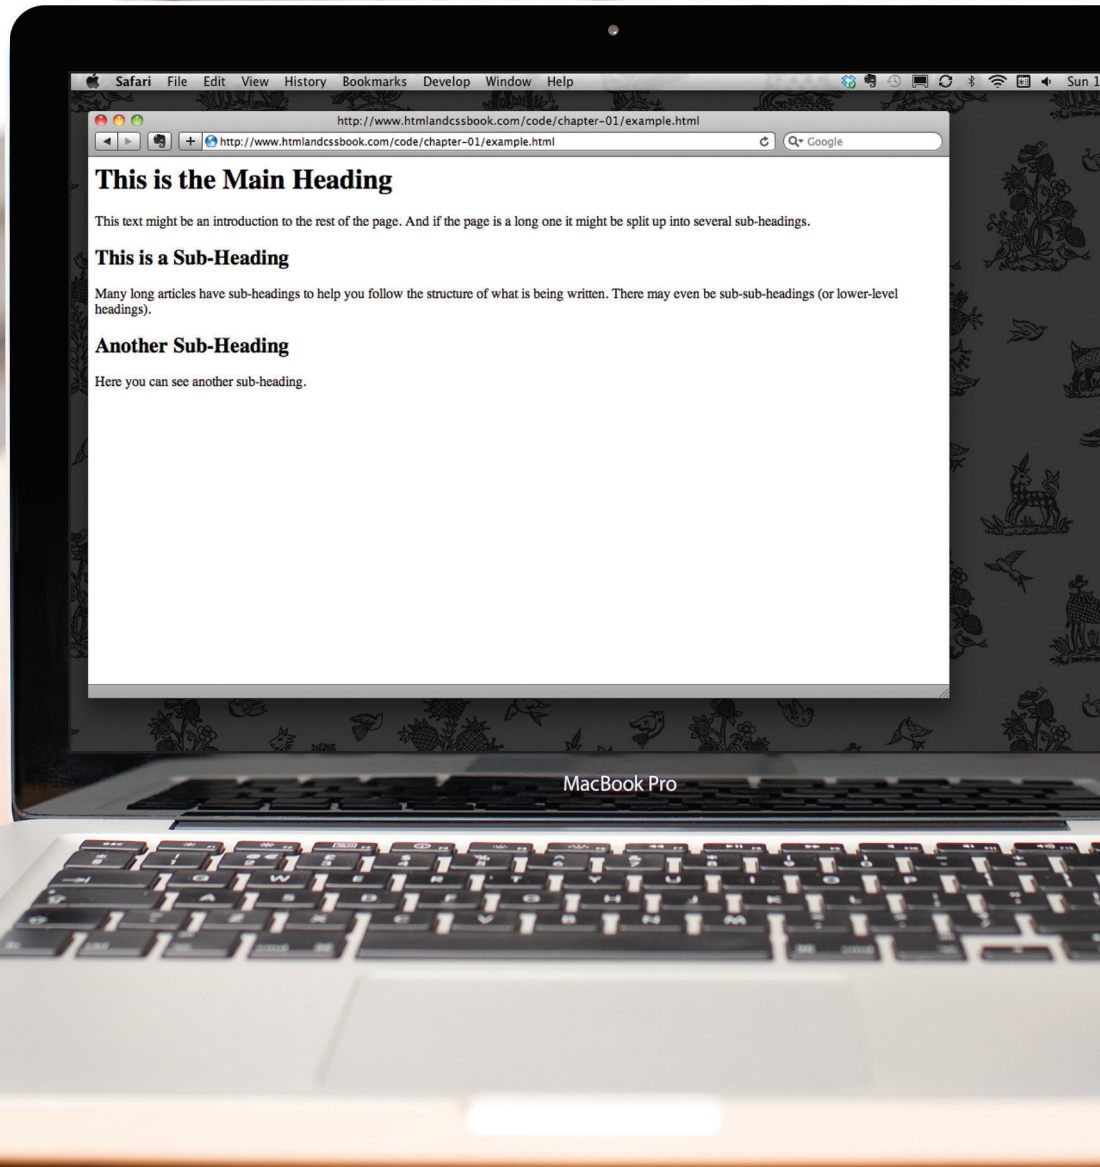 Safari File Edit View History Bookmarks Develop Window Help Sun 1
http://www.htmlandcssbook.com/code/chapter-01/example.html
+ http://www.htmlandcssbook.com/code/chapter-01/example.html Google
This is the Main Heading
This text might be an introduction to the rest of the page. And if the page is a long one it might be split up into several sub-headings.
This is a Sub-Heading
Many long articles have sub-headings to help you follow the structure of what is being written. There may even be sub-sub-headings (or lower-level
headings).
Another Sub-Heading
Here you can see another sub-heading.
MacBook Pro
Q W E R T Y U I O P
A S D F G H J K L
Z X C V B N M
cmd cmd